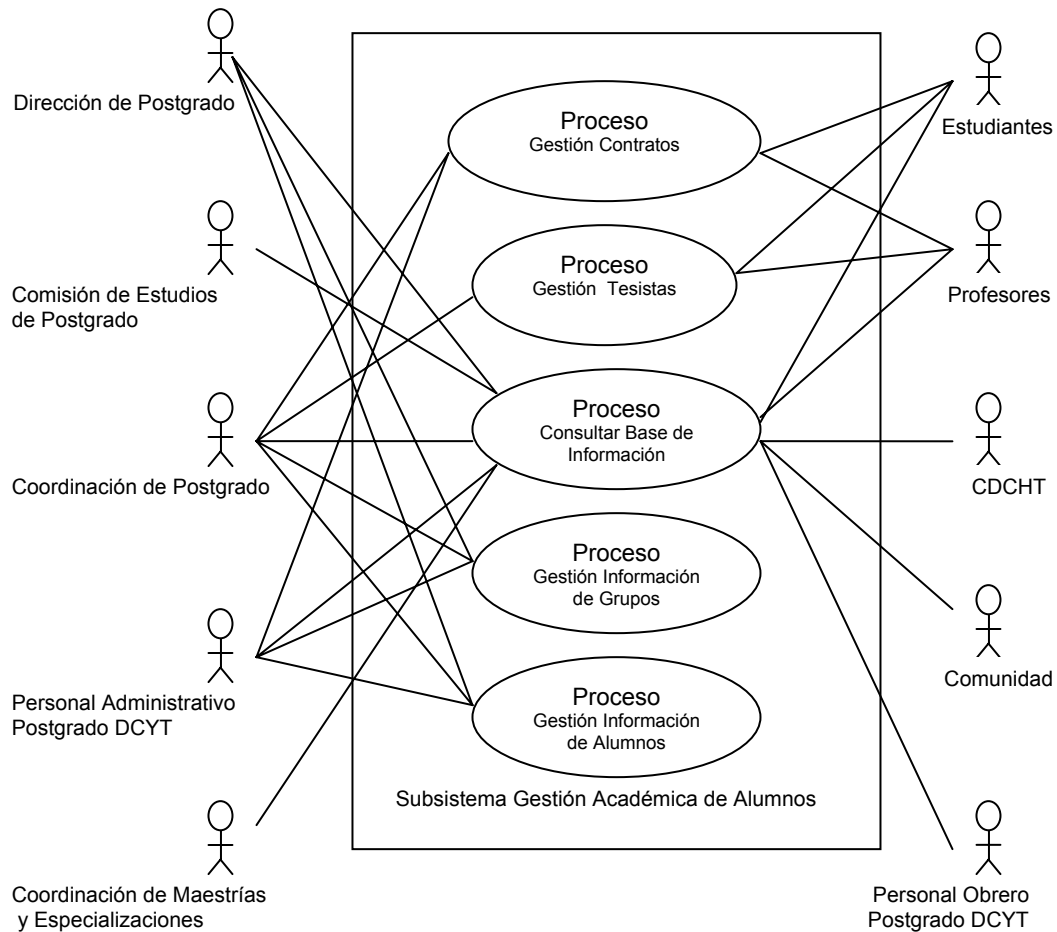 Dirección de Postgrado
Comisión de Estudios
de Postgrado
Coordinación de Postgrado
Personal Administrativo
Postgrado DCYT
Coordinación de Maestrías
y Especializaciones
Proceso
Gestión Contratos
Proceso
Gestión Tesistas
Proceso
Consultar Base de
Información
Proceso
Gestión Información
de Grupos
Proceso
Gestión Información
de Alumnos
Subsistema Gestión Académica de Alumnos
Estudiantes
Profesores
CDCHT
Comunidad
Personal Obrero
Postgrado DCYT